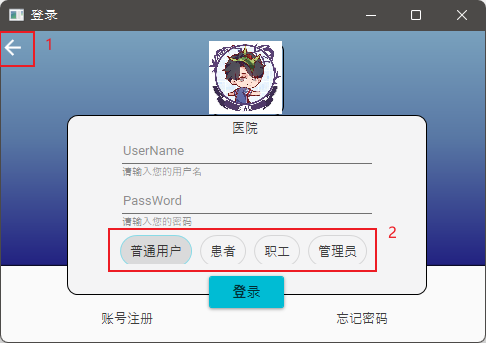 登录
1
医院
UserName
请输入您的用户名
PassWord
请输入您的密码
2
普通用户 患者 职工 管理员
登录
账号注册 忘记密码